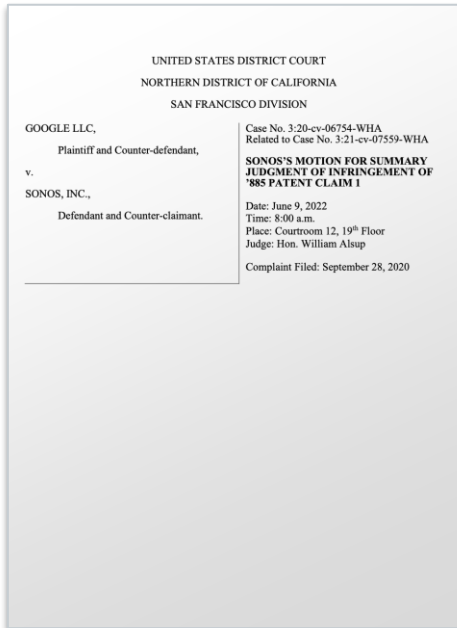 UNITED STATES DISTRICT COURT
NORTHERN DISTRICT OF CALIFORNIA
SAN FRANCISCO DIVISION
GOOGLE LLC,
Plaintiff and Counter-defendant,
v.
SONOS, INC.,
Defendant and Counter-claimant.
Case No. 3:20-cv-06754-WHA
Related to Case No. 3:21-cv-07559-WHA
SONOS'S MOTION FOR SUMMARY
JUDGMENT OF INFRINGEMENT OF
'885 PATENT CLAIM 1
Date: June 9, 2022
Time: 8:00 a.m.
Place: Courtroom 12, 19th Floor
Judge: Hon. William Alsup
Complaint Filed: September 28, 2020